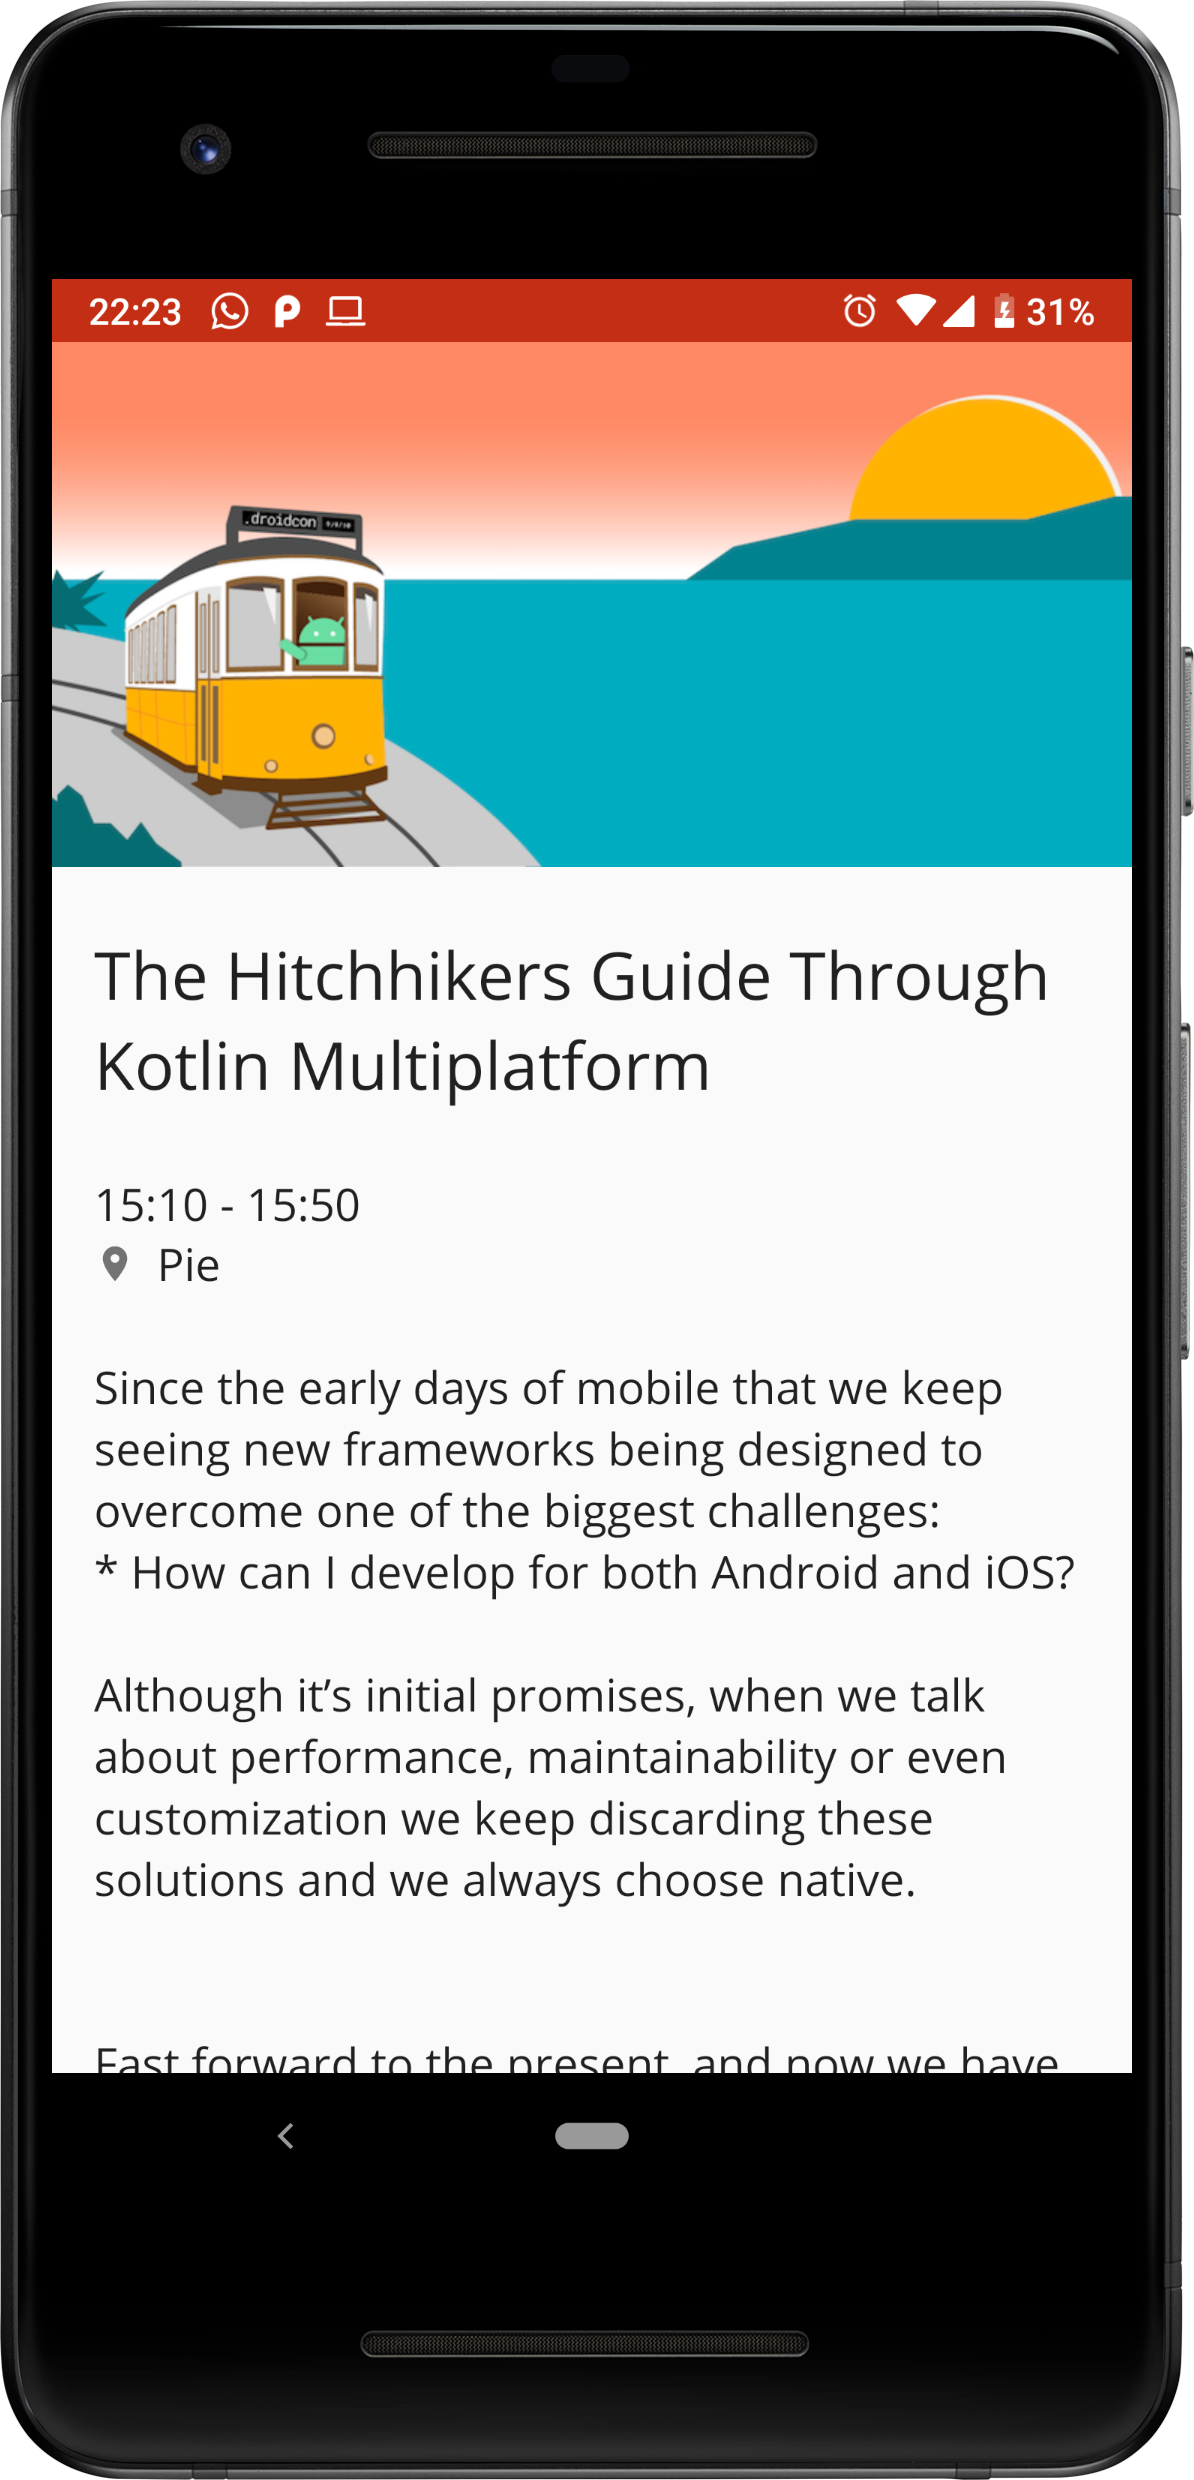 22:23
31%
.droidcon
The Hitchhikers Guide Through
Kotlin Multiplatform
15:10 - 15:50
Pie
Since the early days of mobile that we keep
seeing new frameworks being designed to
overcome one of the biggest challenges:
* How can I develop for both Android and iOS?
Although it’s initial promises, when we talk
about performance, maintainability or even
customization we keep discarding these
solutions and we always choose native.
Fast forward to the present, and now we have